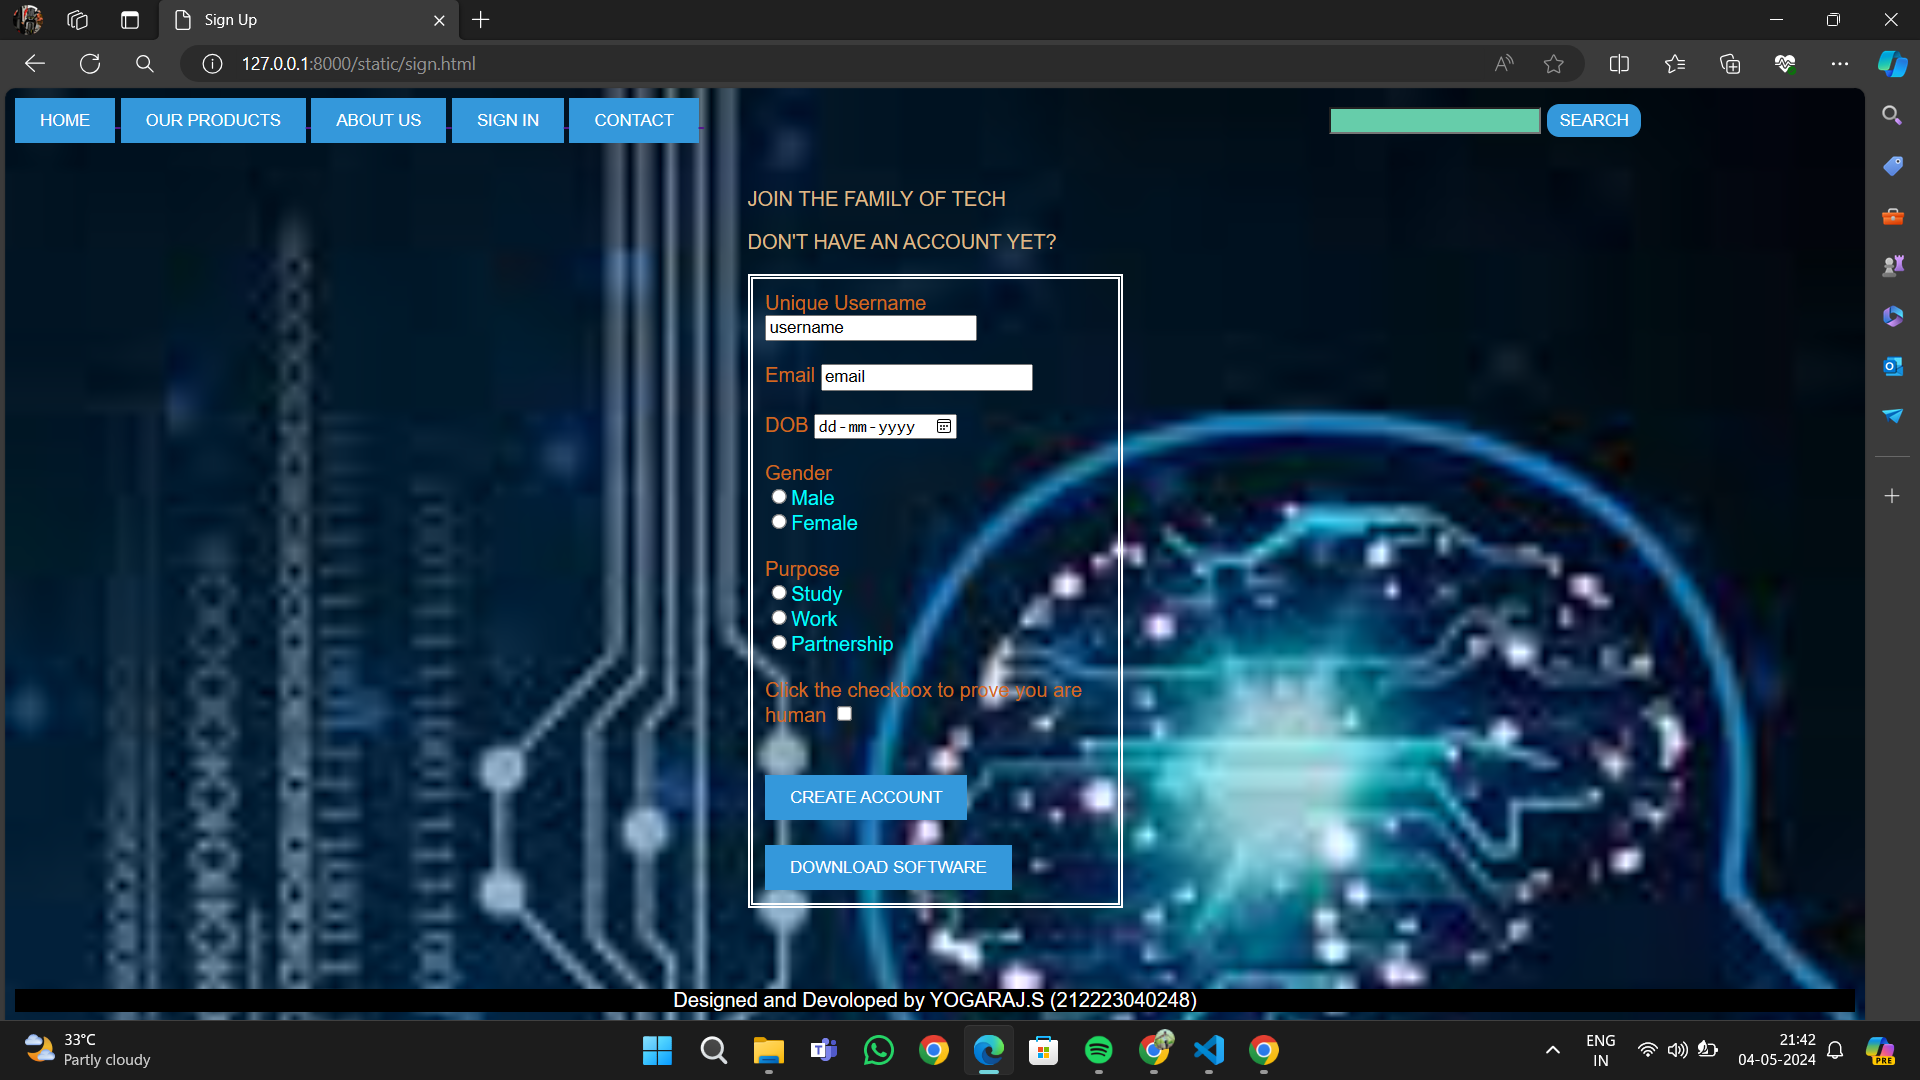 Sign Up
127.0.0.1:8000/static/sign.html
HOME OUR PRODUCTS ABOUT US SIGN IN CONTACT SEARCH
JOIN THE FAMILY OF TECH
DON'T HAVE AN ACCOUNT YET?
Unique Username
username
Email email
DOB dd-mm-yyyy
Gender
Male
Female
Purpose
Study
Work
Partnership
Click the checkbox to prove you are
human
CREATE ACCOUNT
DOWNLOAD SOFTWARE
Designed and Devoloped by YOGARAJ.S (212223040248)
33°C
Partly cloudy
ENG
IN
21:42
04-05-2024
PRE